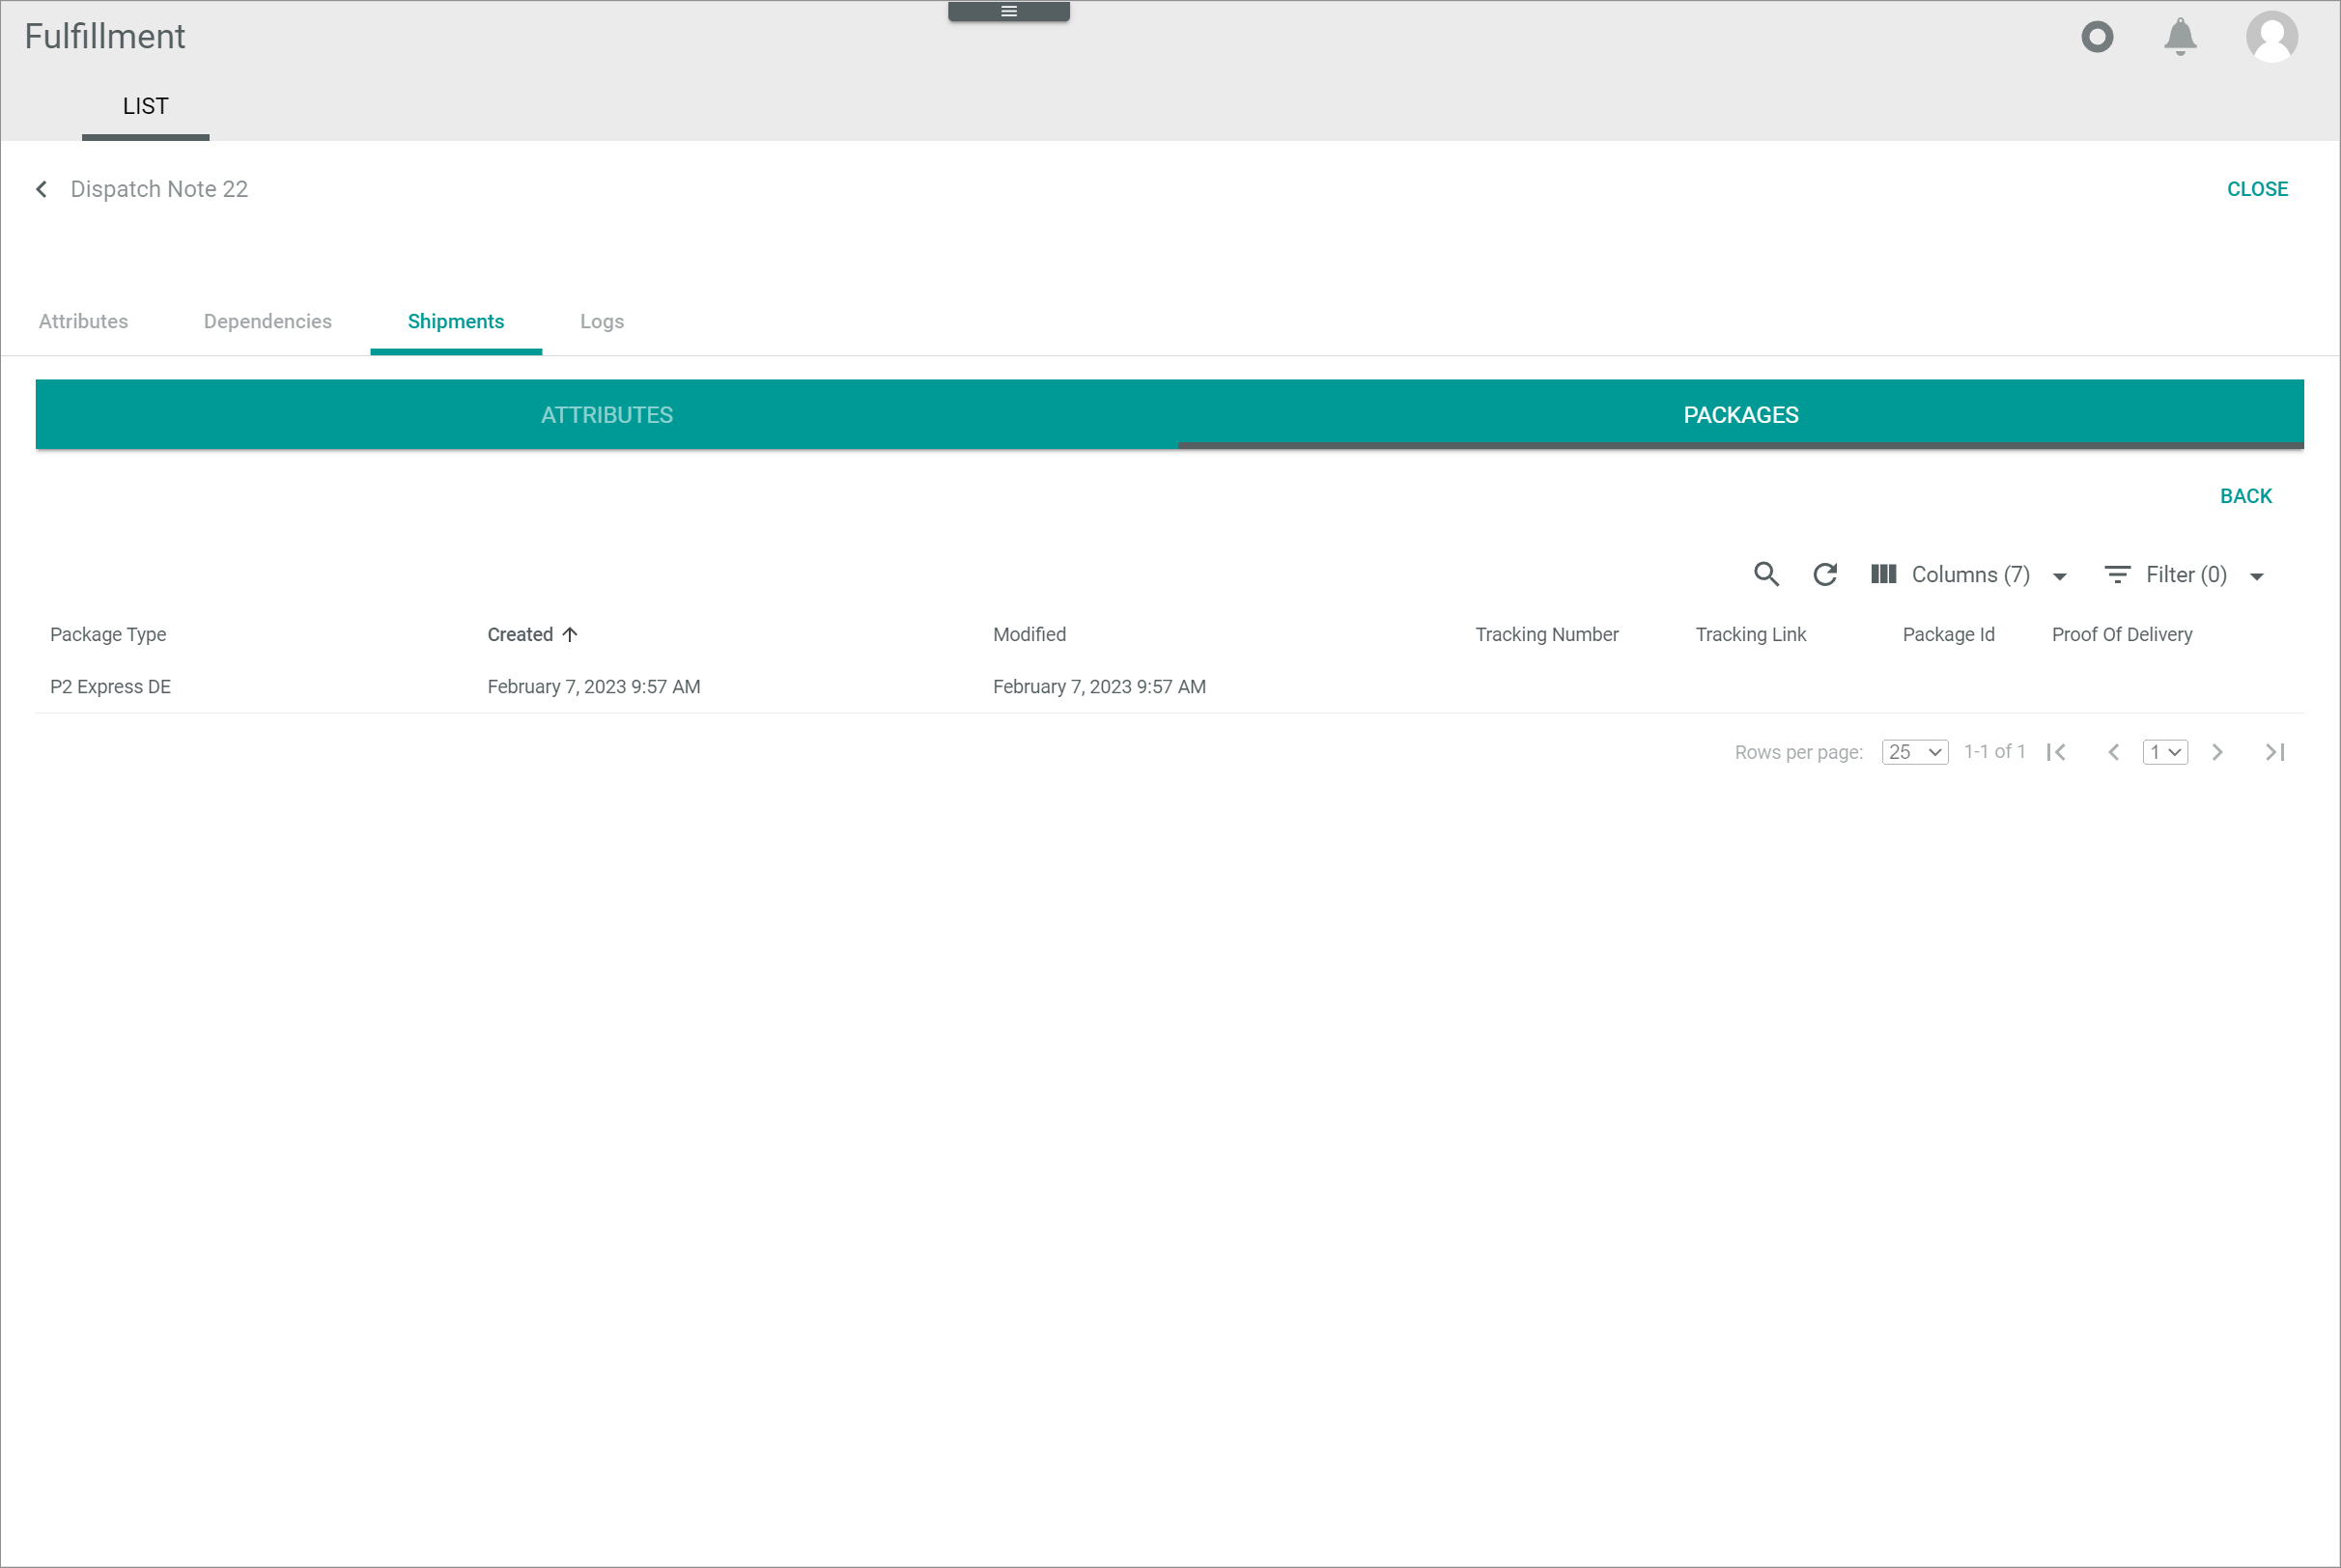 Fulfillment
LIST
Dispatch Note 22
CLOSE
Attributes Dependencies Shipments Logs
ATTRIBUTES PACKAGES
BACK
Columns (7) Filter (0)
Package Type Created Modified Tracking Number Tracking Link Package Id Proof Of Delivery
P2 Express DE February 7, 2023 9:57 AM February 7, 2023 9:57 AM
Rows per page: 25 1-1 of 1 1